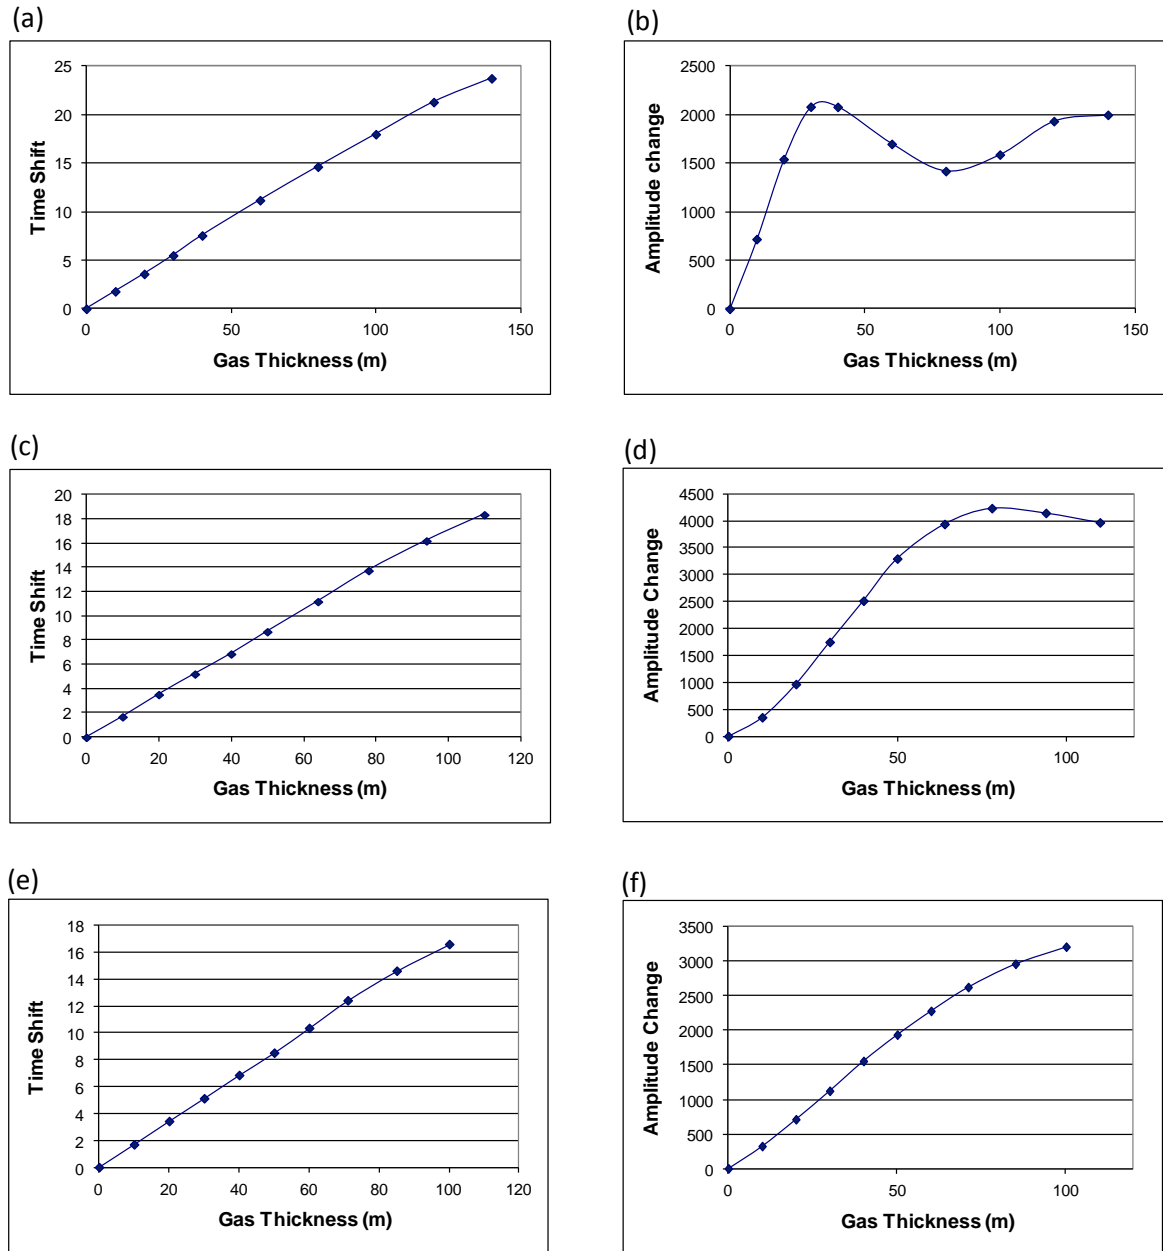 (a)
25
20
15
10
5
0
Time Shift
0 50 100 150
Gas Thickness (m)
(b)
2500
2000
1500
1000
500
0
Amplitude change
0 50 100 150
Gas Thickness (m)
(c)
20
18
16
14
12
10
8
6
4
2
0
Time Shift
0 20 40 60 80 100 120
Gas Thickness (m)
(d)
4500
4000
3500
3000
2500
2000
1500
1000
500
0
Amplitude Change
0 50 100
Gas Thickness (m)
(e)
18
16
14
12
10
8
6
4
2
0
Time Shift
0 20 40 60 80 100 120
Gas Thickness (m)
(f)
3500
3000
2500
2000
1500
1000
500
0
Amplitude Change
0 50 100
Gas Thickness (m)